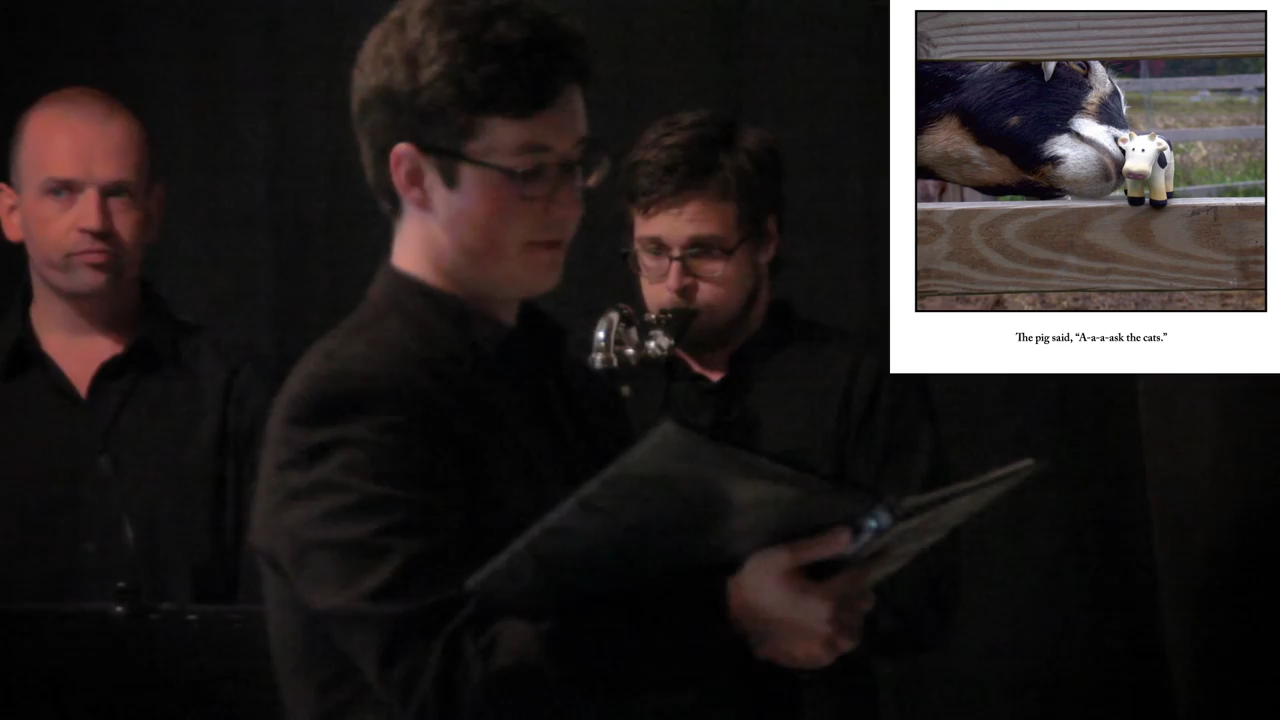 The pig said, “A-a-a-ask the cats.”